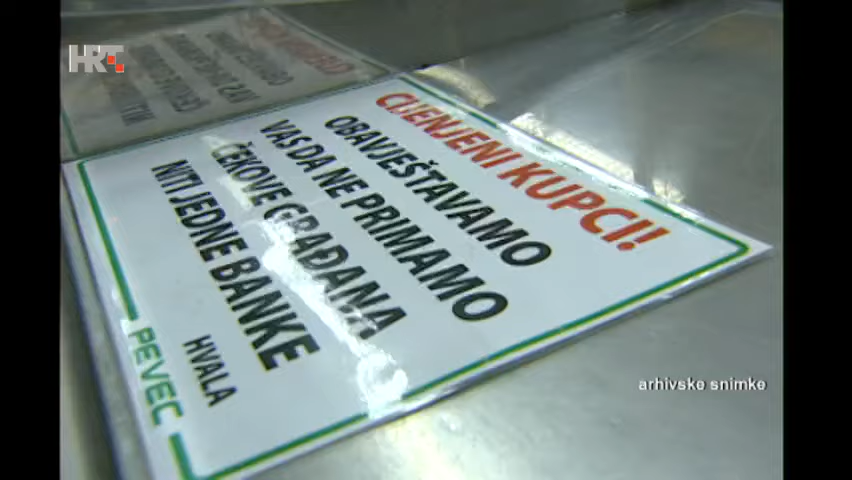 HRT
CIJENJENI KUPCI!
OBAVJEŠTAVAMO
VAS DA NE PRIMAMO
ČEKOVE GRAĐANA
NITI JEDNE BANKE
HVALA
PEVEC
arhivske snimke